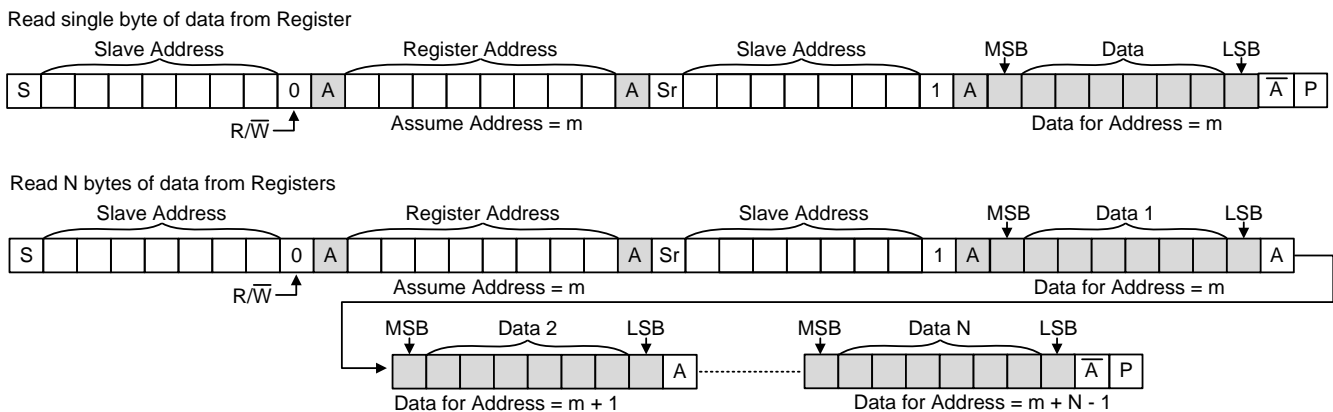 Read single byte of data from Register
Slave Address Register Address Slave Address MSB Data LSB
S 0 A A Sr 1 A A̅ P
R/W̅ Assume Address = m Data for Address = m
Read N bytes of data from Registers
Slave Address Register Address Slave Address MSB Data 1 LSB
S 0 A A Sr 1 A A
R/W̅ Assume Address = m Data for Address = m
MSB Data 2 LSB MSB Data N LSB
A A̅ P
Data for Address = m + 1 Data for Address = m + N - 1